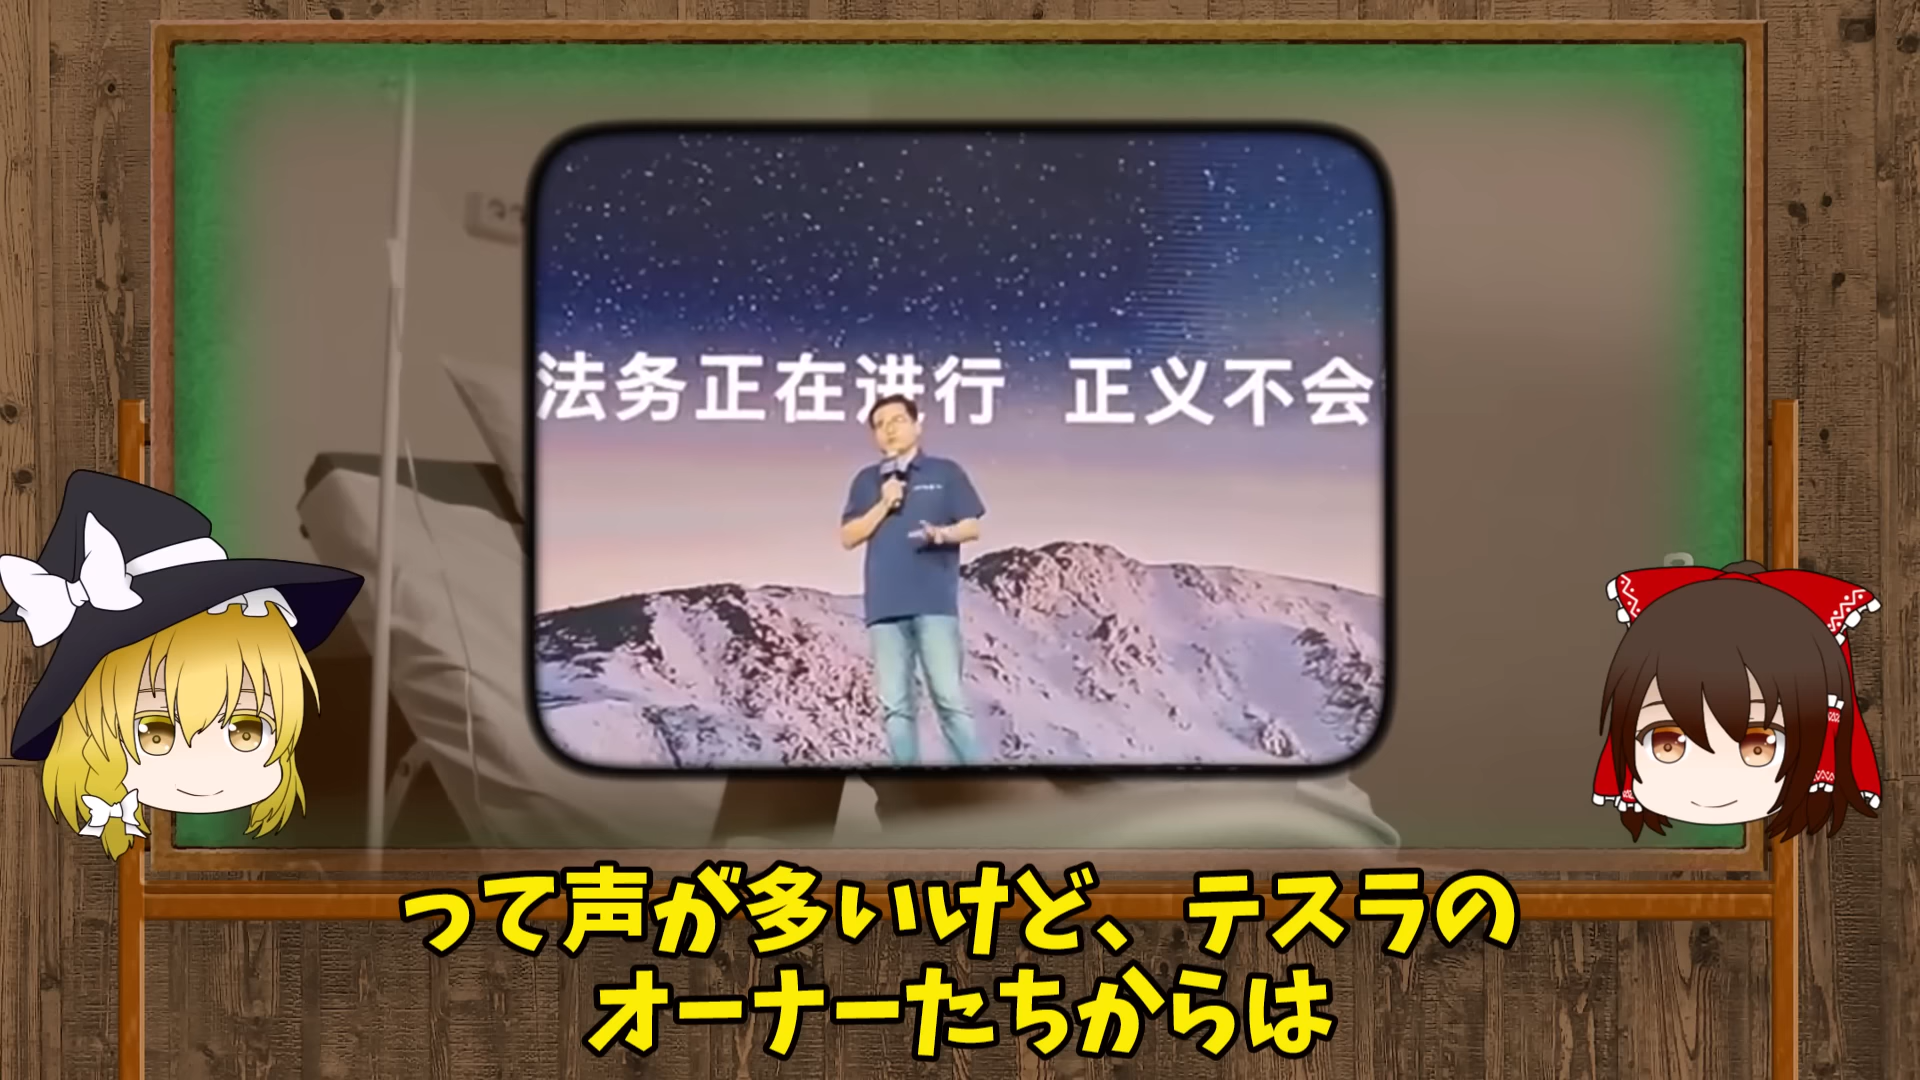 法务正在进行 正义不会
って声が多いけど、テスラの
オーナーたちからは